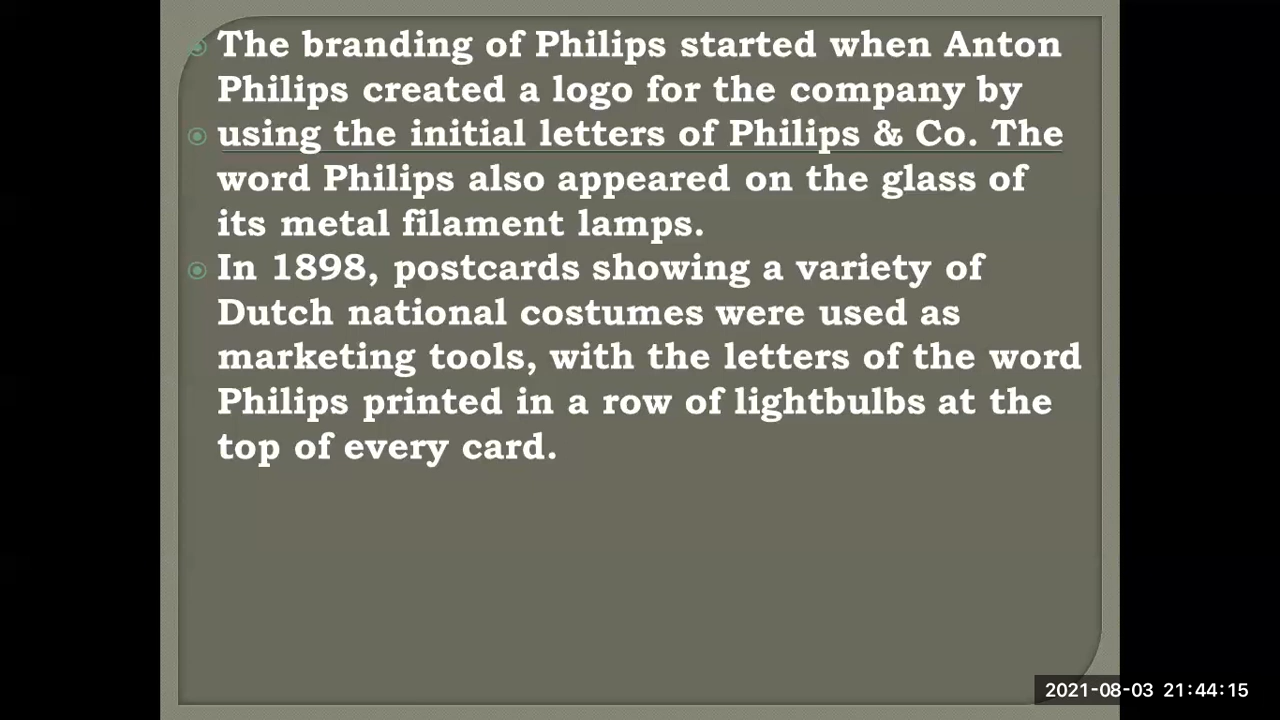 The branding of Philips started when Anton
Philips created a logo for the company by
using the initial letters of Philips & Co. The
word Philips also appeared on the glass of
its metal filament lamps.
In 1898, postcards showing a variety of
Dutch national costumes were used as
marketing tools, with the letters of the word
Philips printed in a row of lightbulbs at the
top of every card.
2021-08-03 21:44:15